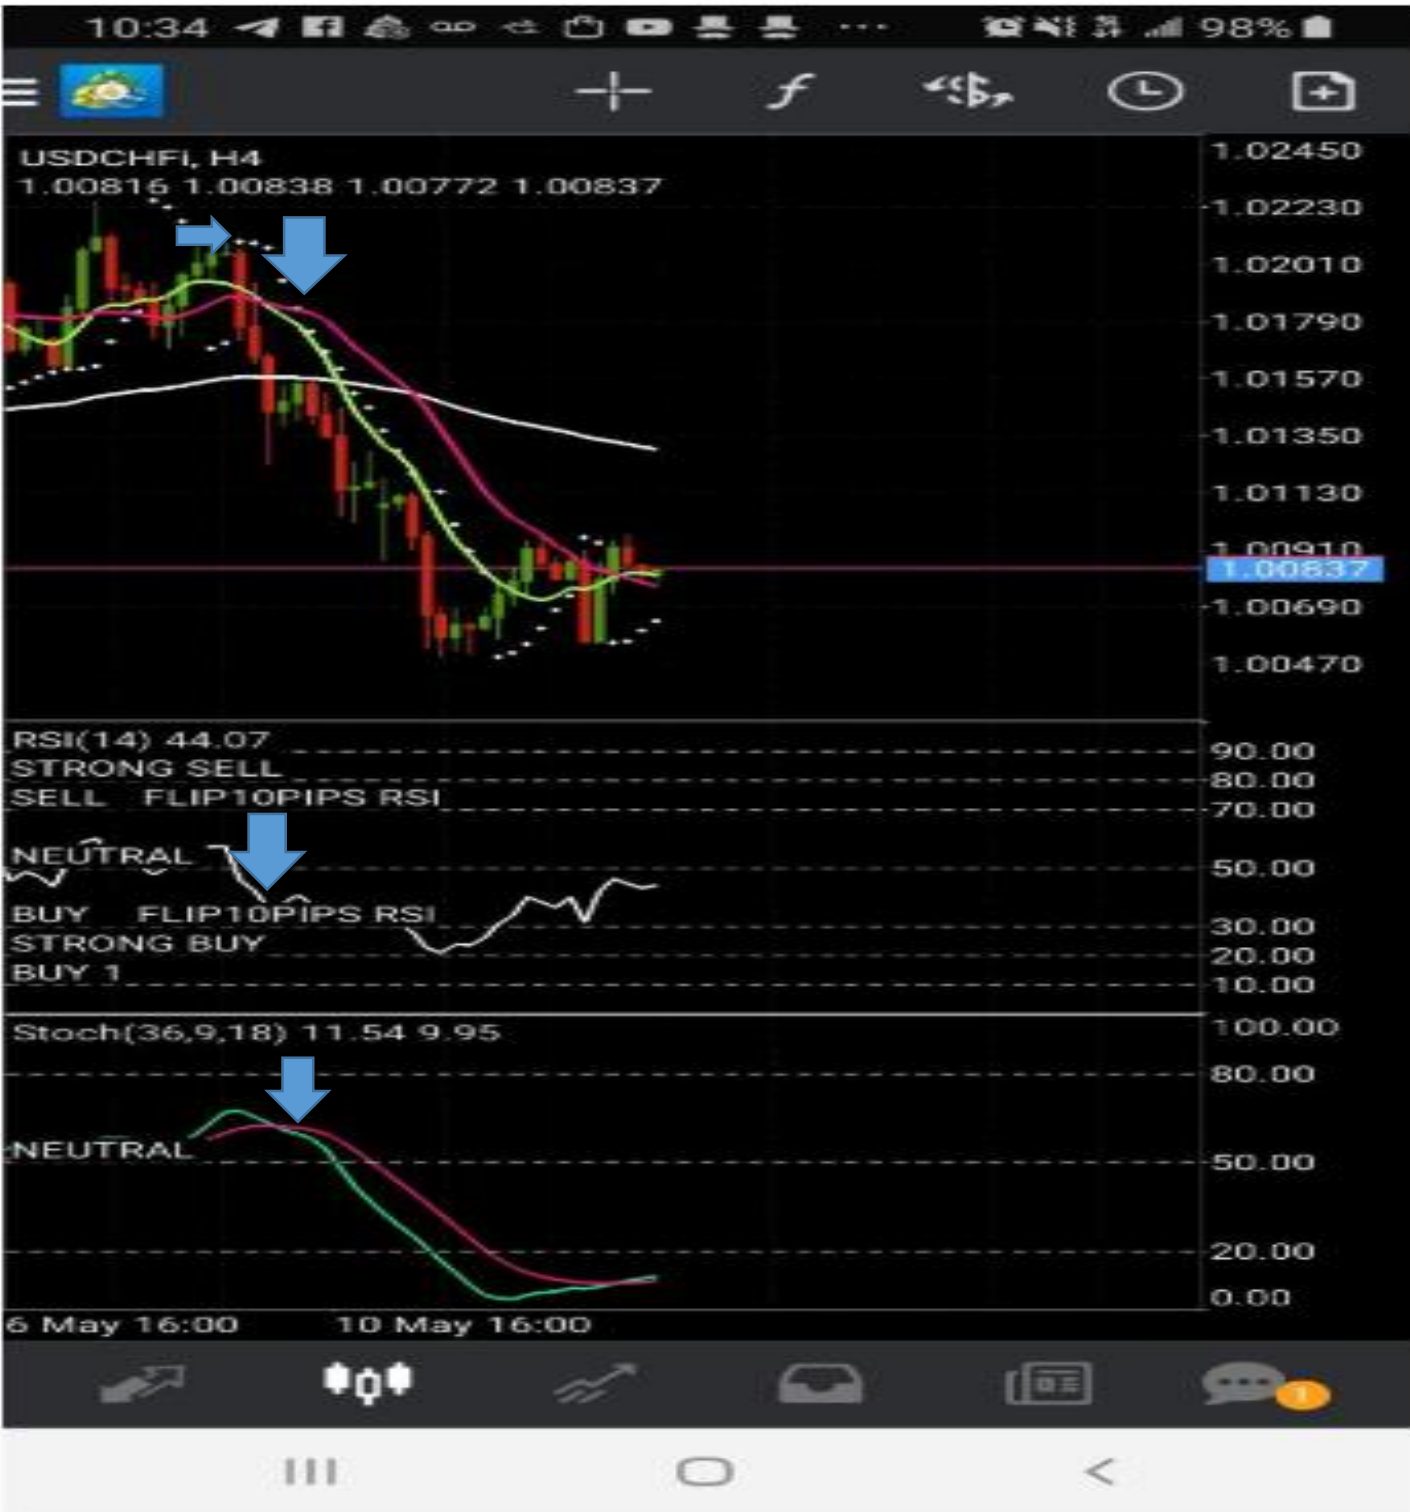 10:34 98%
USDCHFi, H4
1.00816 1.00838 1.00772 1.00837
1.02450
1.02230
1.02010
1.01790
1.01570
1.01350
1.01130
1.00910
1.00837
1.00690
1.00470
RSI(14) 44.07
90.00
STRONG SELL
80.00
SELL FLIP10PIPS RSI
70.00
NEUTRAL
50.00
BUY FLIP10PIPS RSI
30.00
STRONG BUY
20.00
BUY 1
10.00
Stoch(36,9,18) 11.54 9.95
100.00
80.00
NEUTRAL
50.00
20.00
0.00
6 May 16:00 10 May 16:00
1